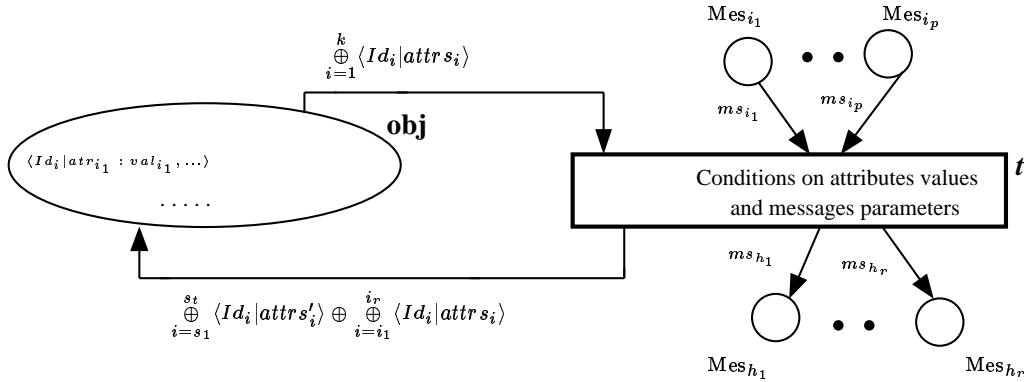 Mes_{i_1} Mes_{i_p}
k
⊕ ⟨Id_i|attrs_i⟩
i=1
ms_{i_1} ms_{i_p}
obj
⟨Id_i|atr_{i_1} : val_{i_1}, ...⟩
. . . . .
t
Conditions on attributes values
and messages parameters
ms_{h_1} ms_{h_r}
s_t i_r
⊕ ⟨Id_i|attrs'_i⟩ ⊕ ⊕ ⟨Id_i|attrs_i⟩
i=s_1 i=i_1
Mes_{h_1} Mes_{h_r}